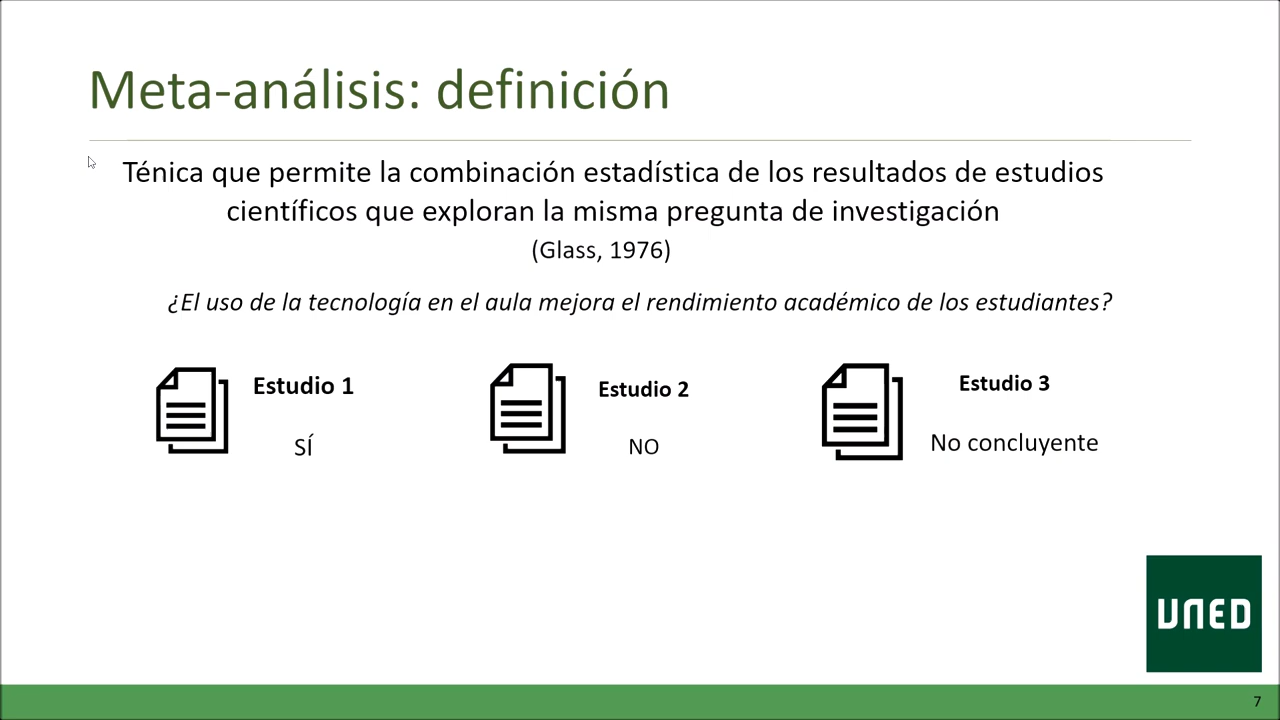 Meta-análisis: definición
Ténica que permite la combinación estadística de los resultados de estudios
científicos que exploran la misma pregunta de investigación
(Glass, 1976)
¿El uso de la tecnología en el aula mejora el rendimiento académico de los estudiantes?
Estudio 1
SÍ
Estudio 2
NO
Estudio 3
No concluyente
UNED
7